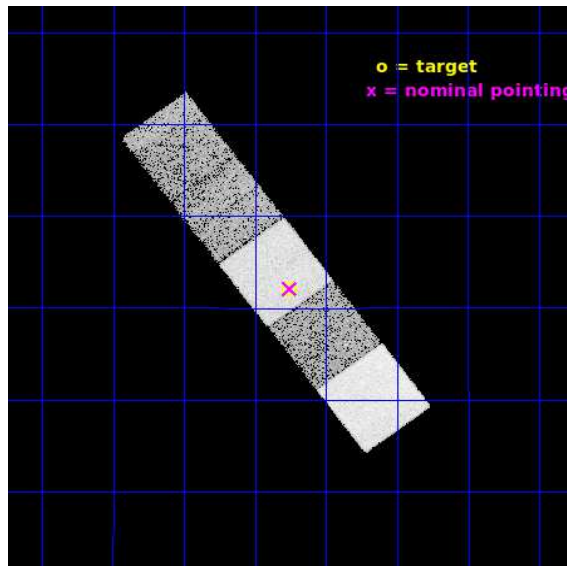 o = target
x = nominal pointing